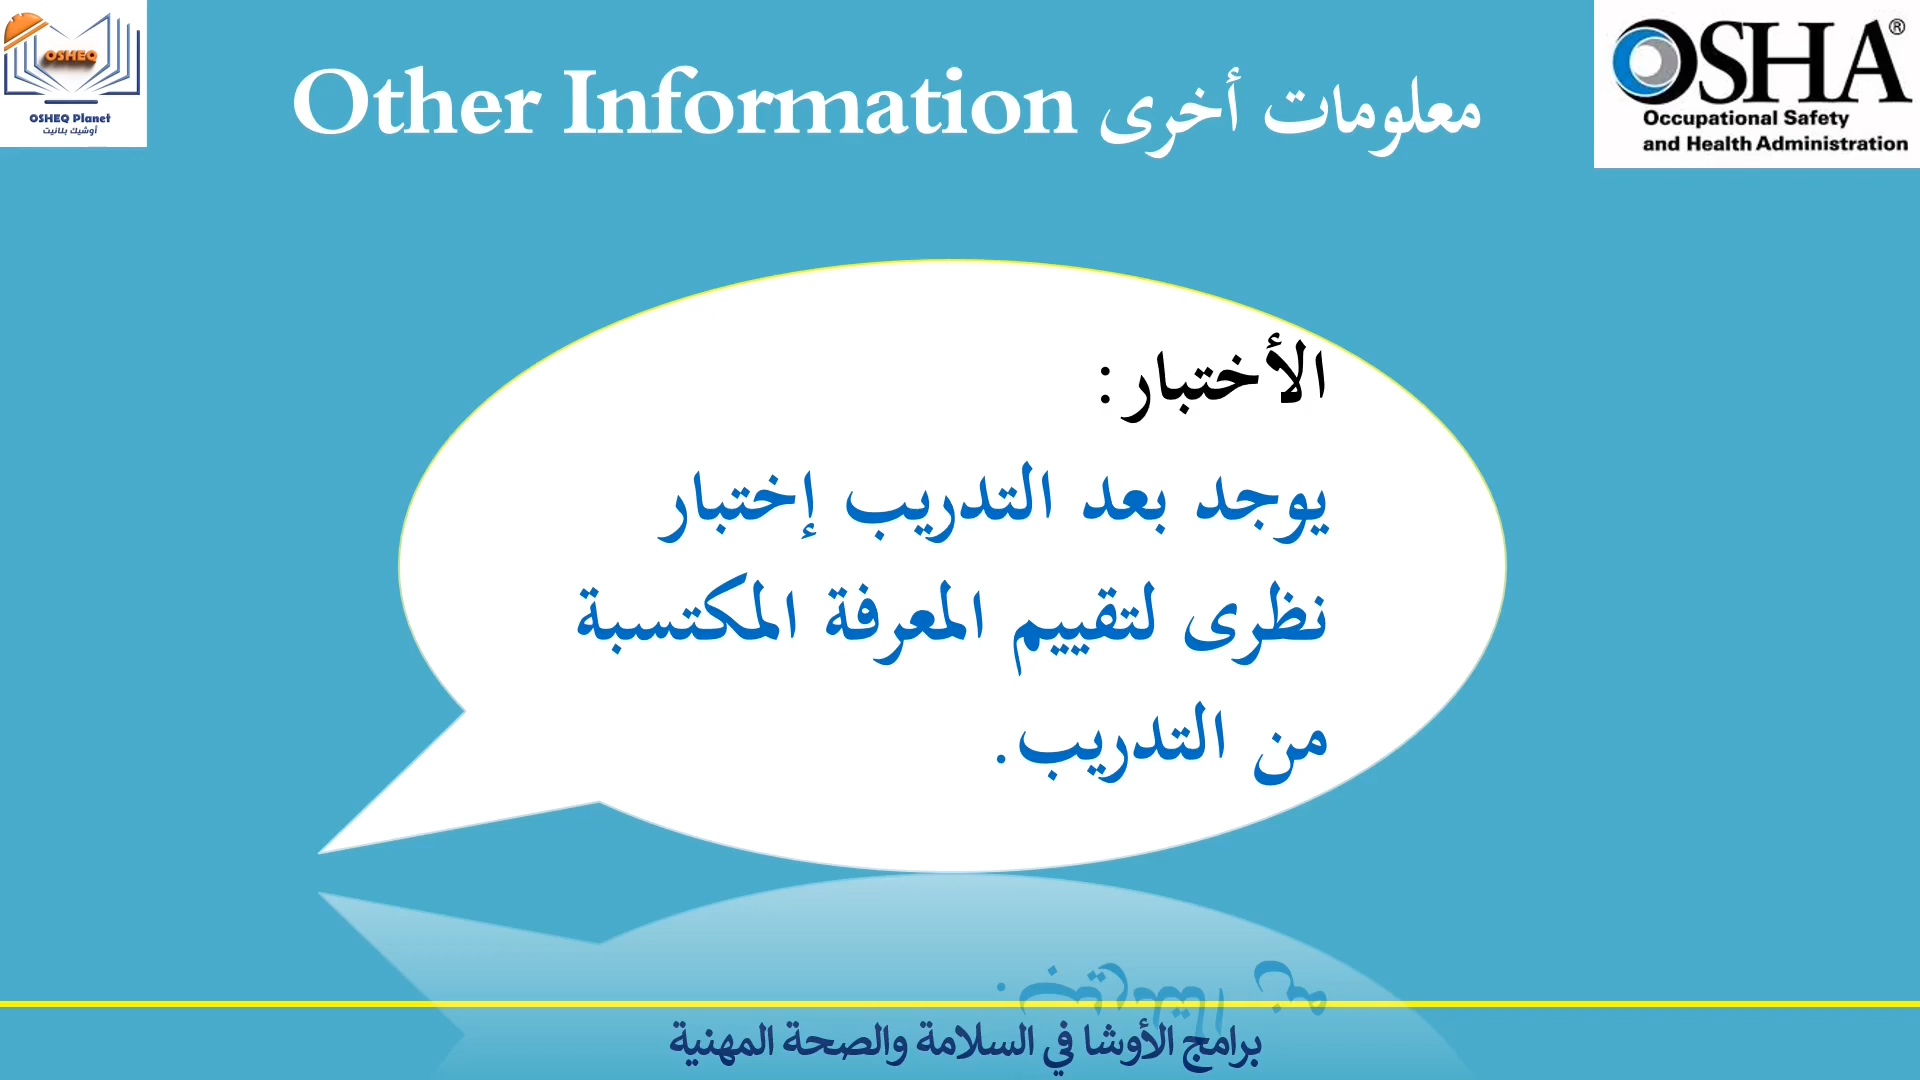 OSHEQ
OSHEQ Planet
أوشيك بلانيت
معلومات أخرى Other Information
OSHA®
Occupational Safety
and Health Administration
الأختبار:
يوجد بعد التدريب إختبار
نظرى لتقييم المعرفة المكتسبة
من التدريب.
برامج الأوشا في السلامة والصحة المهنية